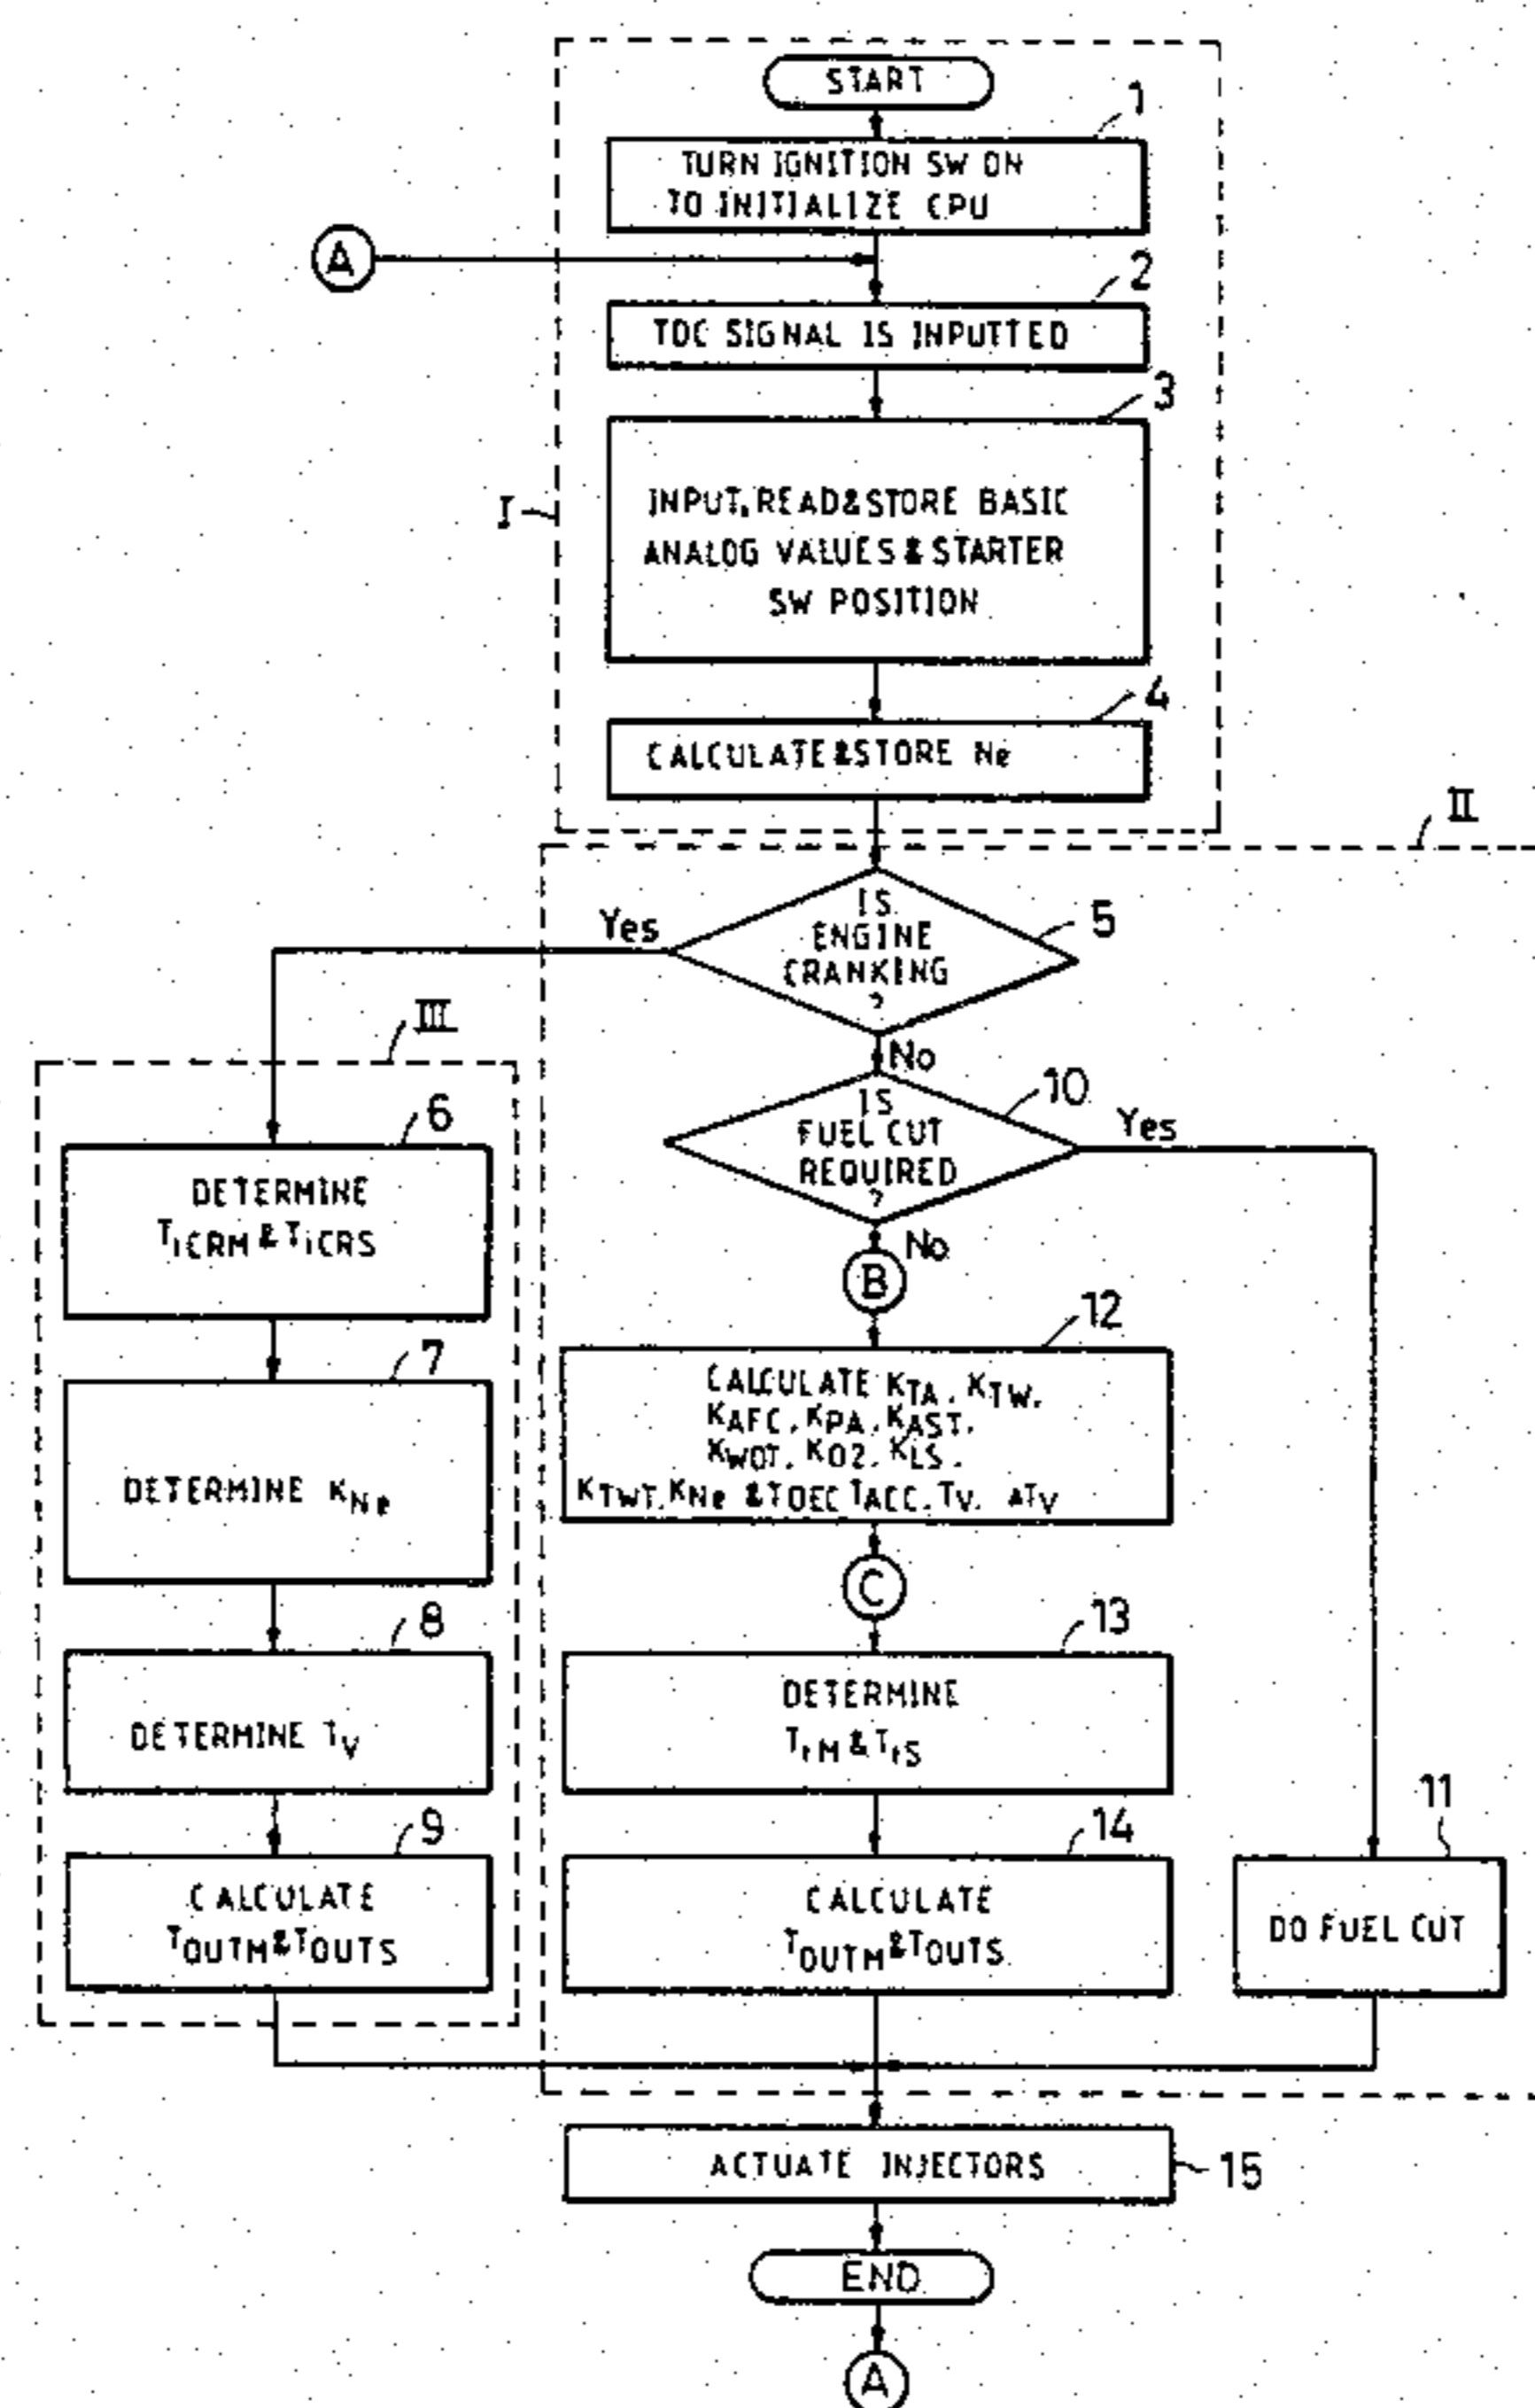 START
1
TURN IGNITION SW ON
TO INITIALIZE CPU
A
2
TDC SIGNAL IS INPUTTED
3
INPUT, READ & STORE BASIC
ANALOG VALUES & STARTER
SW POSITION
I
4
CALCULATE & STORE Ne
II
IS
ENGINE
CRANKING
?
5
Yes
No
III
IS
FUEL CUT
REQUIRED
?
10
Yes
No
B
6
DETERMINE
TiCRM & TiCRS
7
DETERMINE KNe
8
DETERMINE TV
9
CALCULATE
TOUTM & TOUTS
12
CALCULATE KTA, KTW,
KAFC, KPA, KAST,
KWOT, KO2, KLS,
KTWT, KNe & TDEC TACC, TV, ATV
C
13
DETERMINE
TiM & TiS
14
CALCULATE
TOUTM & TOUTS
11
DO FUEL CUT
ACTUATE INJECTORS
15
END
A